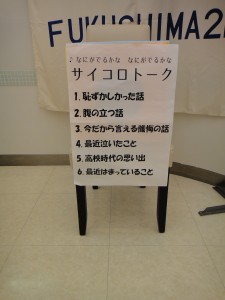 FUKUSHIMA2
♪なにがでるかな なにがでるかな
サイコロトーク
1.恥ずかしかった話
2.腹の立つ話
3.今だから言える懺悔の話
4.最近泣いたこと
5.高校時代の思い出
6.最近はまっていること